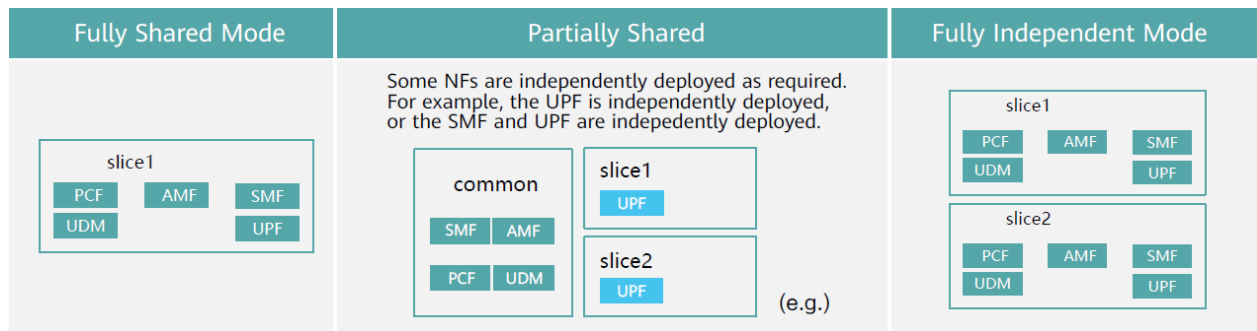 Fully Shared Mode
Partially Shared
Fully Independent Mode
slice1
PCF AMF SMF
UDM UPF
Some NFs are independently deployed as required.
For example, the UPF is independently deployed,
or the SMF and UPF are indepedently deployed.
common
SMF AMF
PCF UDM
slice1
UPF
slice2
UPF
(e.g.)
slice1
PCF AMF SMF
UDM UPF
slice2
PCF AMF SMF
UDM UPF